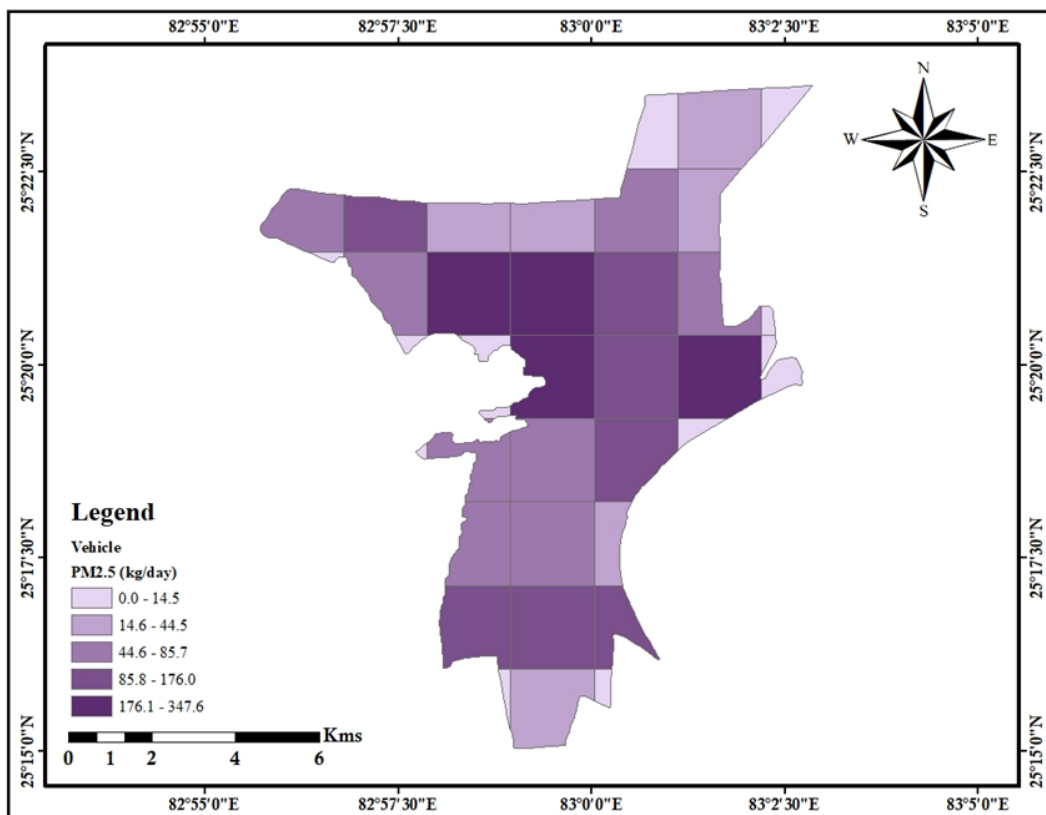 82°55'0"E 82°57'30"E 83°0'0"E 83°2'30"E 83°5'0"E
N
W E
S
25°22'30"N 25°22'30"N
25°20'0"N 25°20'0"N
25°17'30"N 25°17'30"N
25°15'0"N 25°15'0"N
Legend
Vehicle
PM2.5 (kg/day)
0.0 - 14.5
14.6 - 44.5
44.6 - 85.7
85.8 - 176.0
176.1 - 347.6
Kms
0 1 2 4 6
82°55'0"E 82°57'30"E 83°0'0"E 83°2'30"E 83°5'0"E